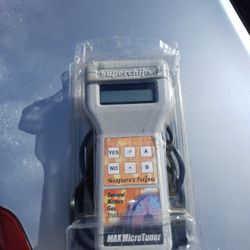 Superchips
YES > A
NO < B
Superchips
General
Motors
Gas
Trucks
MAX MicroTuner